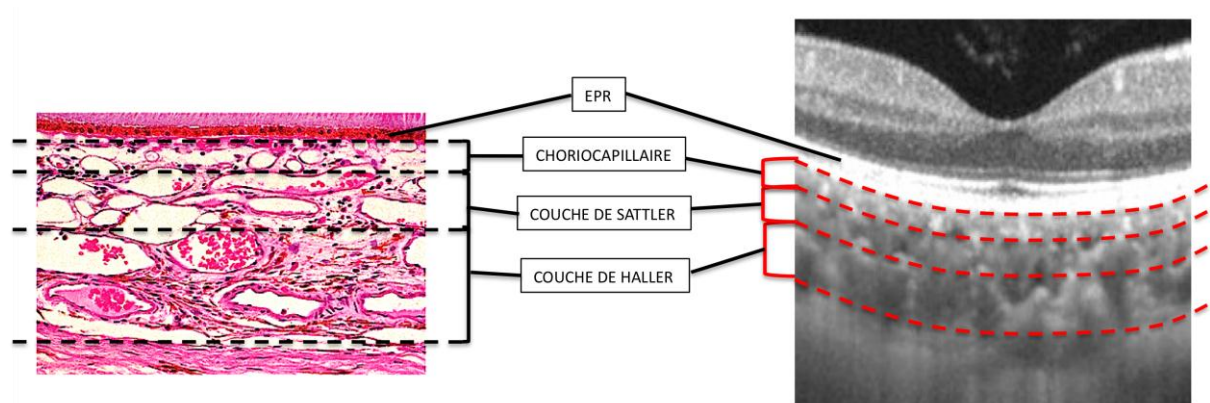 EPR
CHORIOCAPILLAIRE
COUCHE DE SATTLER
COUCHE DE HALLER